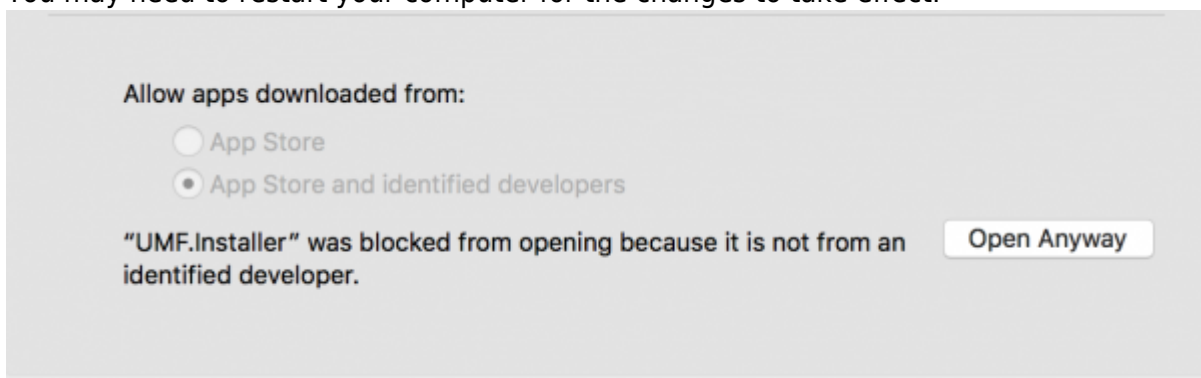 You may need to restart your computer for the changes to take effect.
Allow apps downloaded from:
App Store
App Store and identified developers
“UMF.Installer” was blocked from opening because it is not from an
identified developer.
Open Anyway